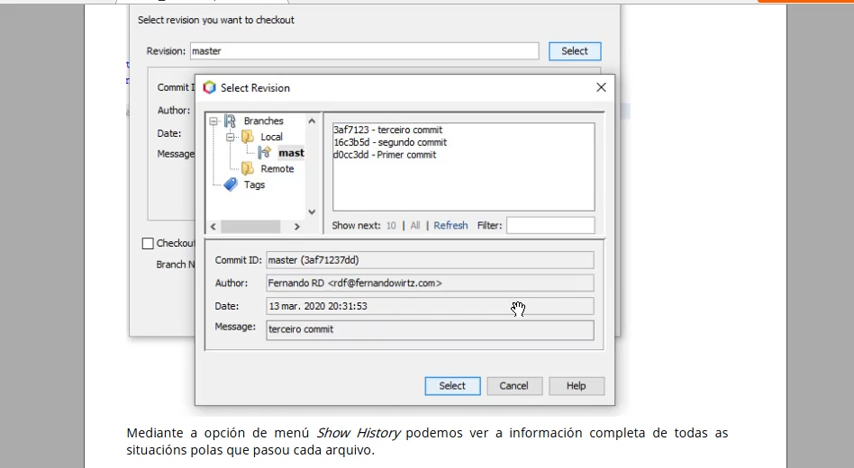 Select revision you want to checkout
Revision: master Select
Commit I
Author:
Date:
Message
Select Revision
Branches
Local
mast
Remote
Tags
3af7123 - terceiro commit
16c3b5d - segundo commit
d0cc3dd - Primer commit
Show next: 10 | All | Refresh Filter:
Checkou
Branch N
Commit ID: master (3af71237dd)
Author: Fernando RD <rdf@fernandowirtz.com>
Date: 13 mar. 2020 20:31:53
Message: terceiro commit
Select Cancel Help
Mediante a opción de menú Show History podemos ver a información completa de todas as
situacións polas que pasou cada arquivo.